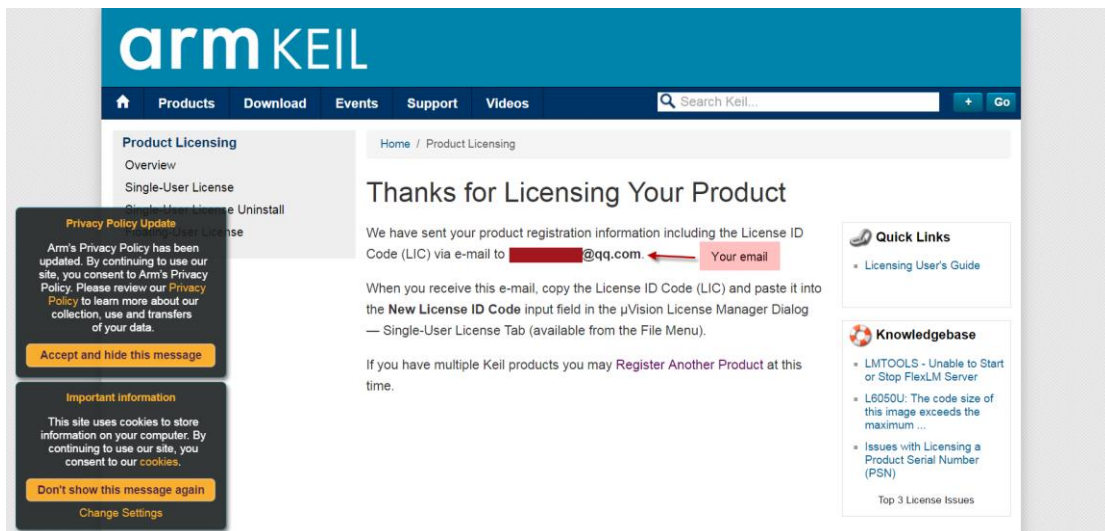 arm KEIL
Products Download Events Support Videos Search Keil... + Go
Product Licensing
Overview
Single-User License
Single-User License Uninstall
Floating-User License
Privacy Policy Update
Arm's Privacy Policy has been
updated. By continuing to use our
site, you consent to Arm's Privacy
Policy. Please review our Privacy
Policy to learn more about our
collection, use and transfers
of your data.
Accept and hide this message
Important information
This site uses cookies to store
information on your computer. By
continuing to use our site, you
consent to our cookies.
Don't show this message again
Change Settings
Home / Product Licensing
Thanks for Licensing Your Product
We have sent your product registration information including the License ID
Code (LIC) via e-mail to @qq.com. Your email
When you receive this e-mail, copy the License ID Code (LIC) and paste it into
the New License ID Code input field in the µVision License Manager Dialog
— Single-User License Tab (available from the File Menu).
If you have multiple Keil products you may Register Another Product at this
time.
Quick Links
Licensing User's Guide
Knowledgebase
LMTOOLS - Unable to Start
or Stop FlexLM Server
L6050U: The code size of
this image exceeds the
maximum ...
Issues with Licensing a
Product Serial Number
(PSN)
Top 3 License Issues